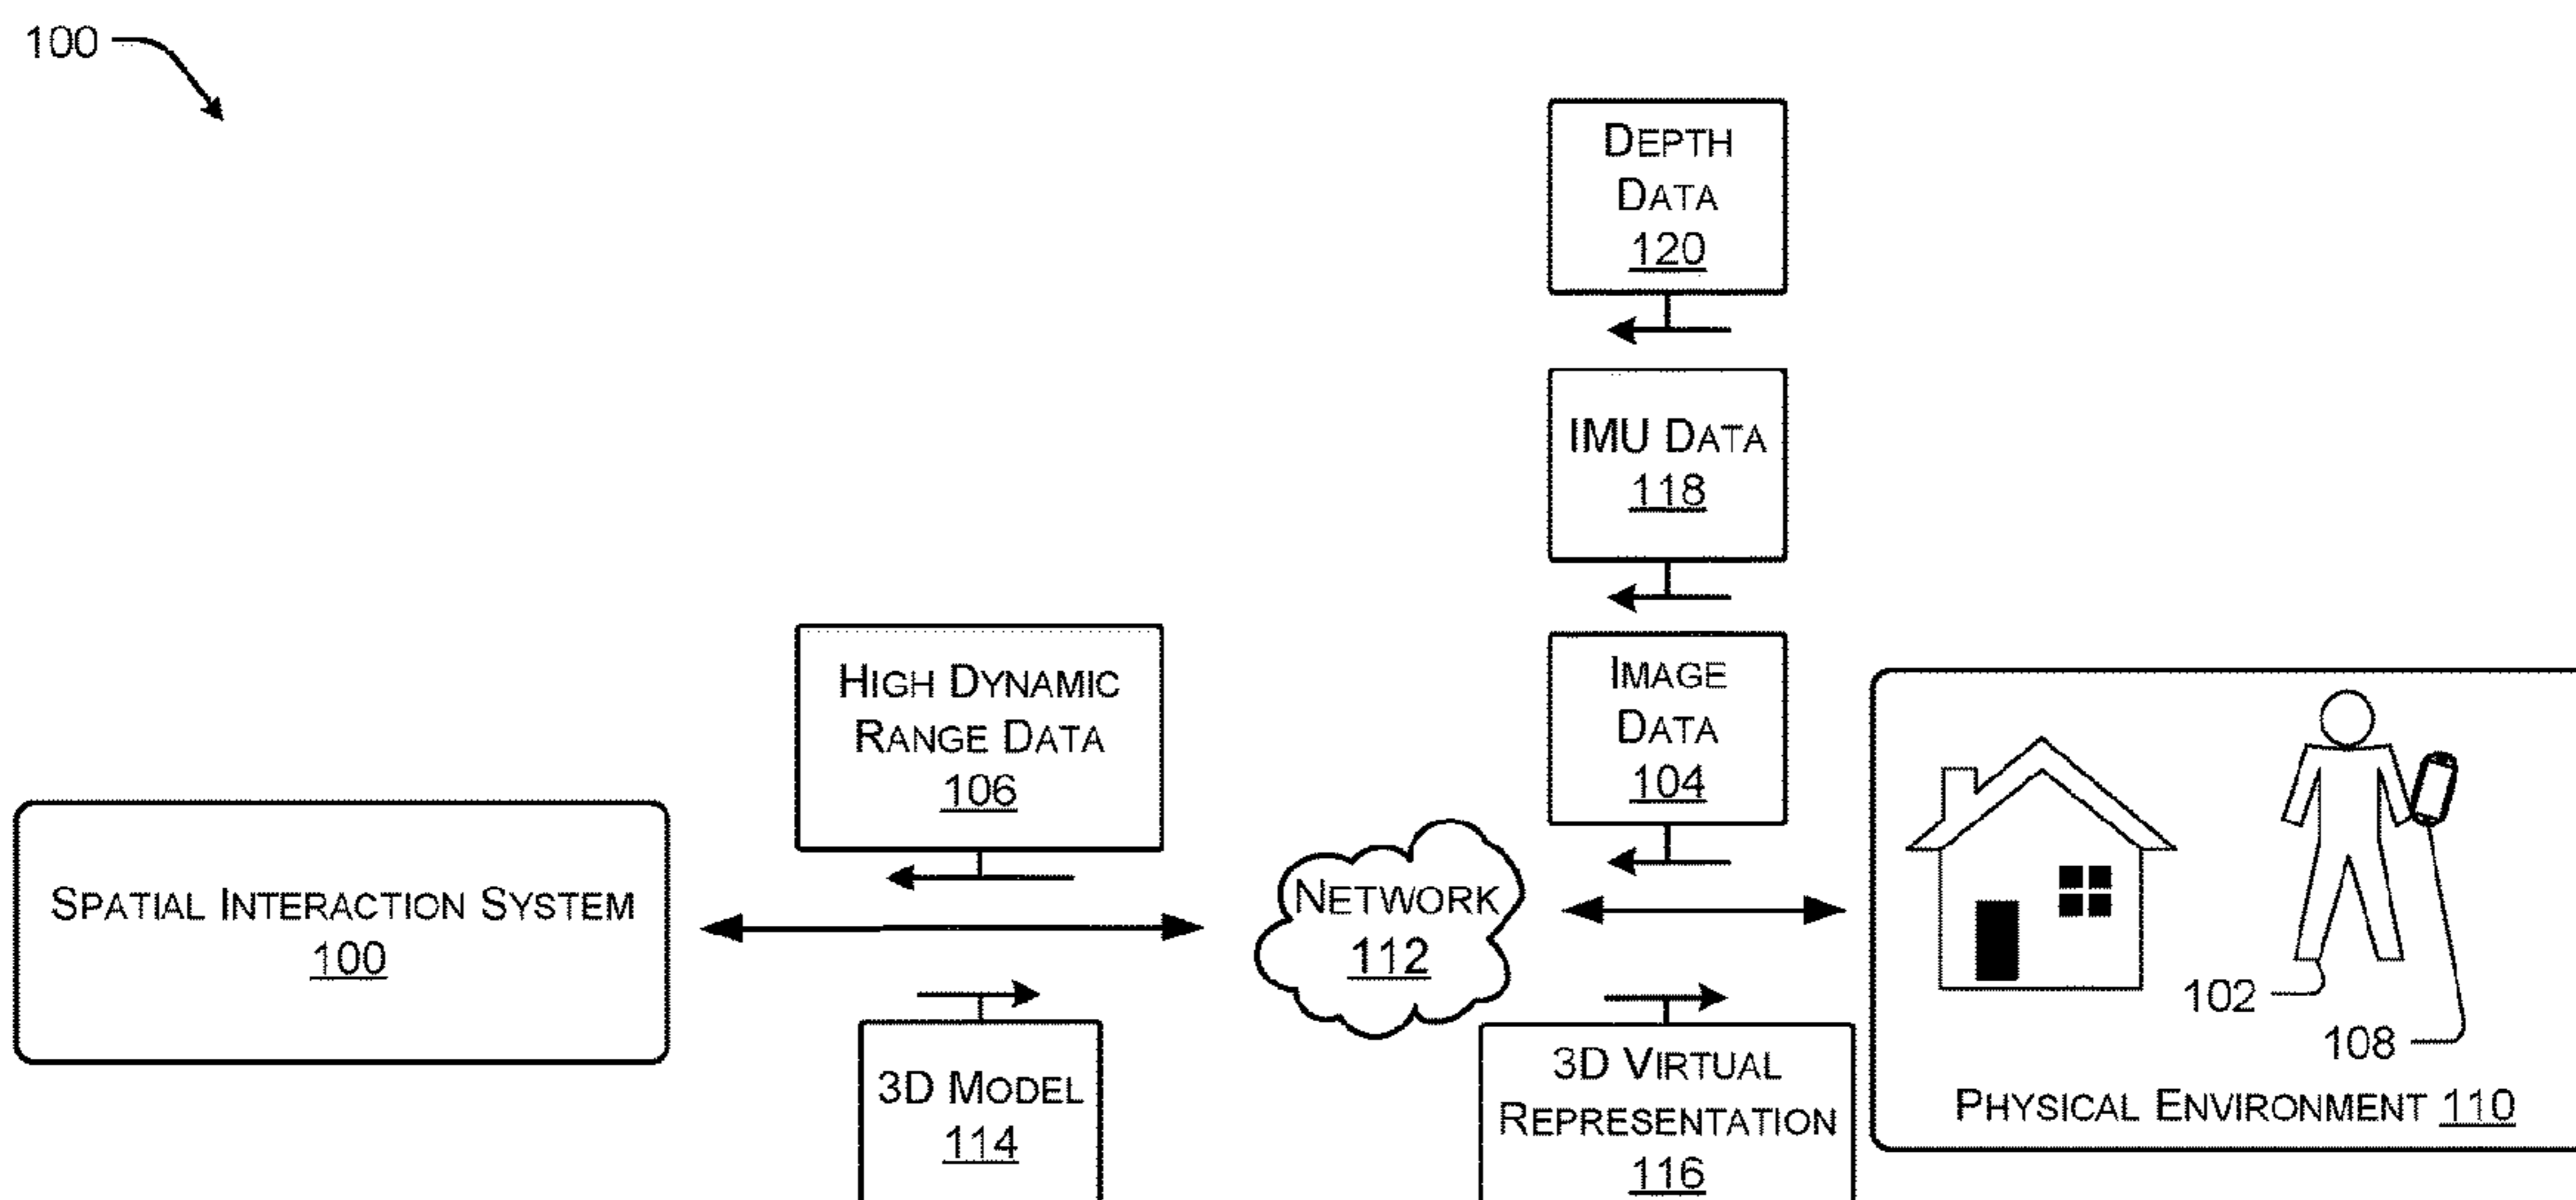 100
DEPTH
DATA
120
IMU DATA
118
HIGH DYNAMIC
RANGE DATA
106
IMAGE
DATA
104
SPATIAL INTERACTION SYSTEM
100
NETWORK
112
102
108
PHYSICAL ENVIRONMENT 110
3D MODEL
114
3D VIRTUAL
REPRESENTATION
116